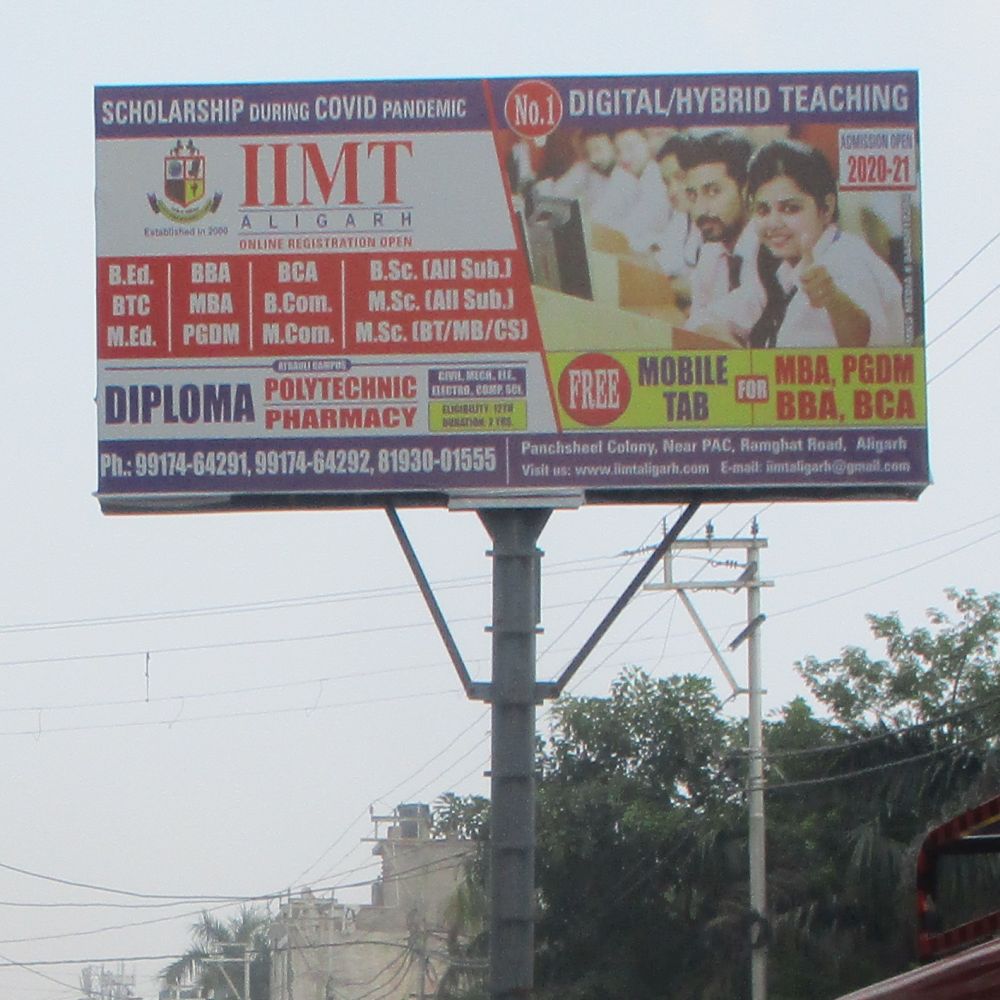 SCHOLARSHIP DURING COVID PANDEMIC
No.1 DIGITAL/HYBRID TEACHING
ADMISSION OPEN
2020-21
IIMT
ALIGARH
Established in 2000
ONLINE REGISTRATION OPEN
B.Ed. BBA BCA B.Sc. (All Sub.)
BTC MBA B.Com. M.Sc. (All Sub.)
M.Ed. PGDM M.Com. M.Sc. (BT/MB/CS)
ATRAULI CAMPUS
DIPLOMA
POLYTECHNIC
PHARMACY
CIVIL, MECH., ELE.,
ELECTRO., COMP. SCI.
ELIGIBILITY: 12TH
DURATION: 2 YRS.
FREE
MOBILE
TAB
FOR
MBA, PGDM
BBA, BCA
Ph.: 99174-64291, 99174-64292, 81930-01555
Panchsheel Colony, Near PAC, Ramghat Road, Aligarh
Visit us: www.iimtaligarh.com E-mail: iimtaligarh@gmail.com